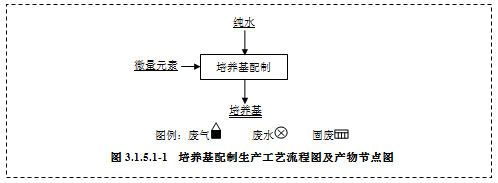 纯水
微量元素
培养基配制
培养基
图例：废气 废水 固废
图 3.1.5.1-1 培养基配制生产工艺流程图及产物节点图